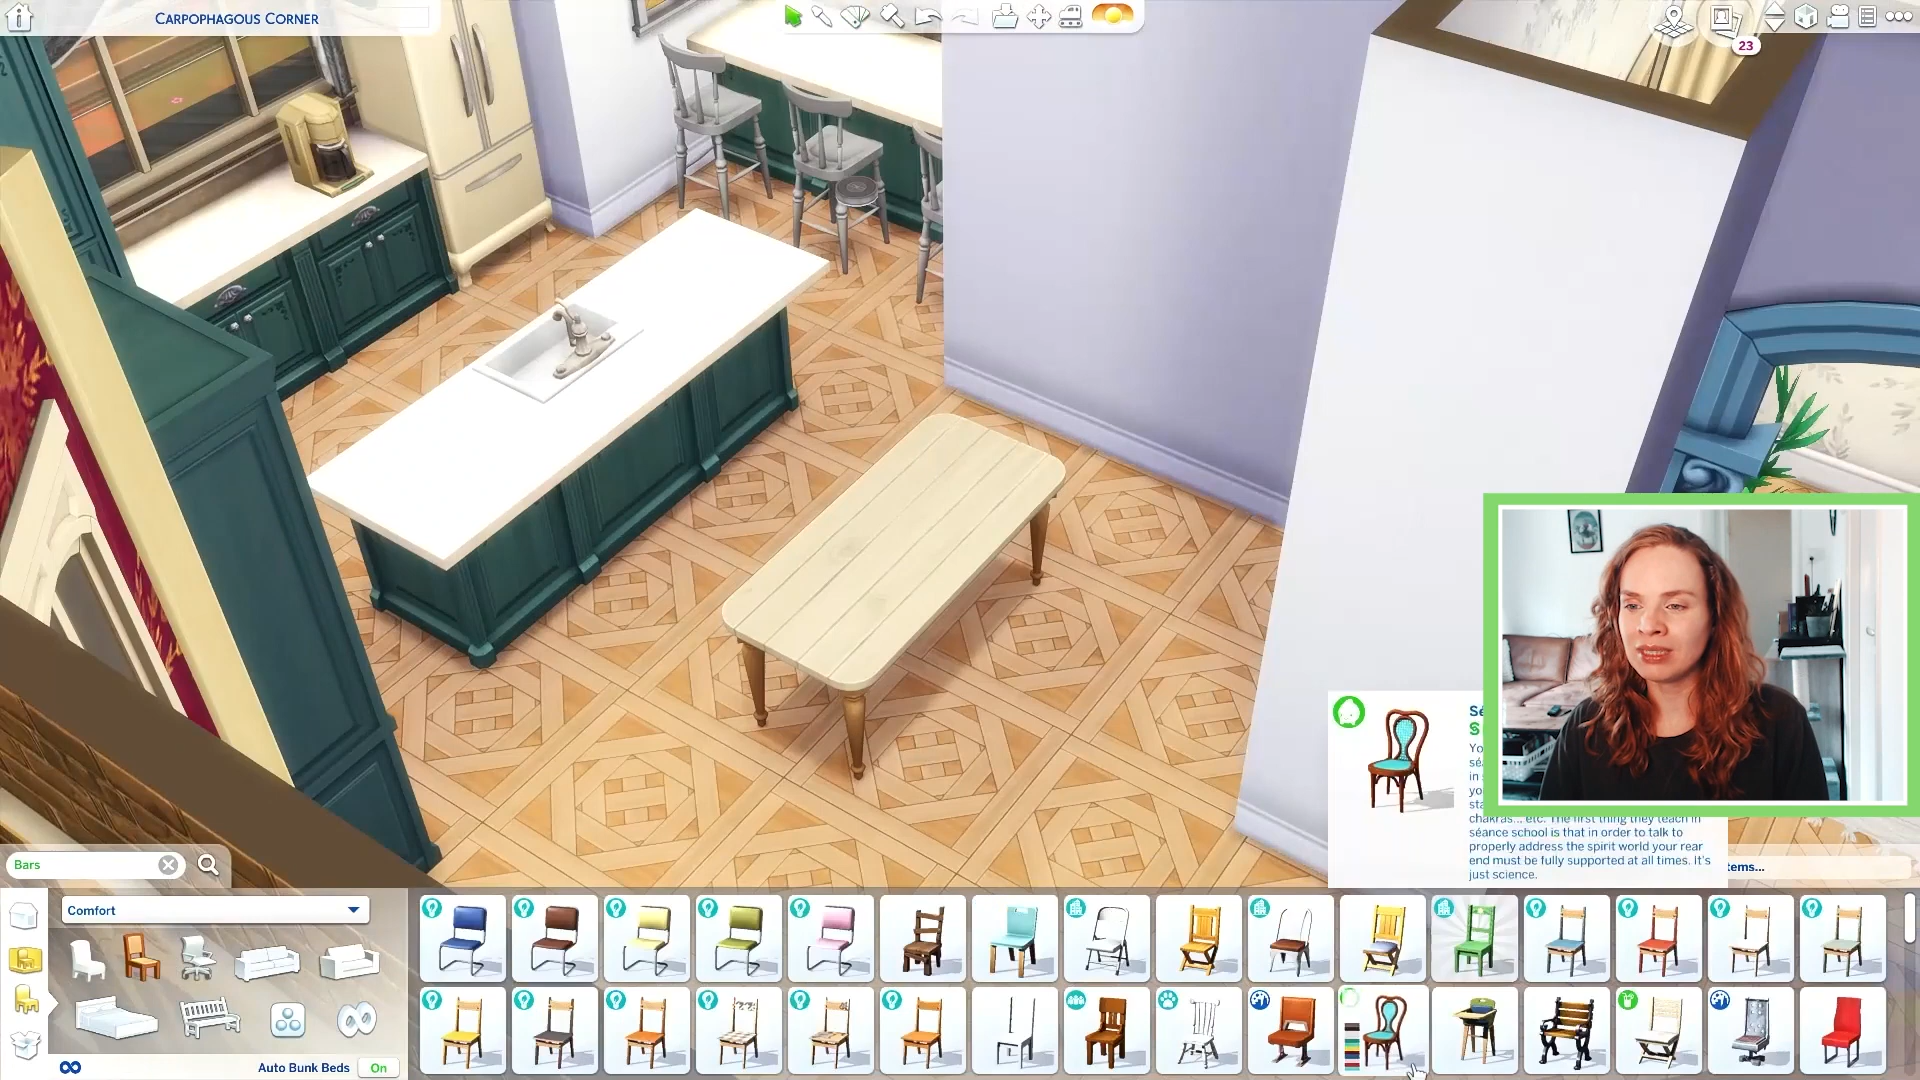 CARPOPHAGOUS CORNER
23
S
chakras... etc. The first thing they teach in
séance school is that in order to talk to
properly address the spirit world your rear
end must be fully supported at all times. It's
just science.
tems...
Bars
Comfort
Auto Bunk Beds On